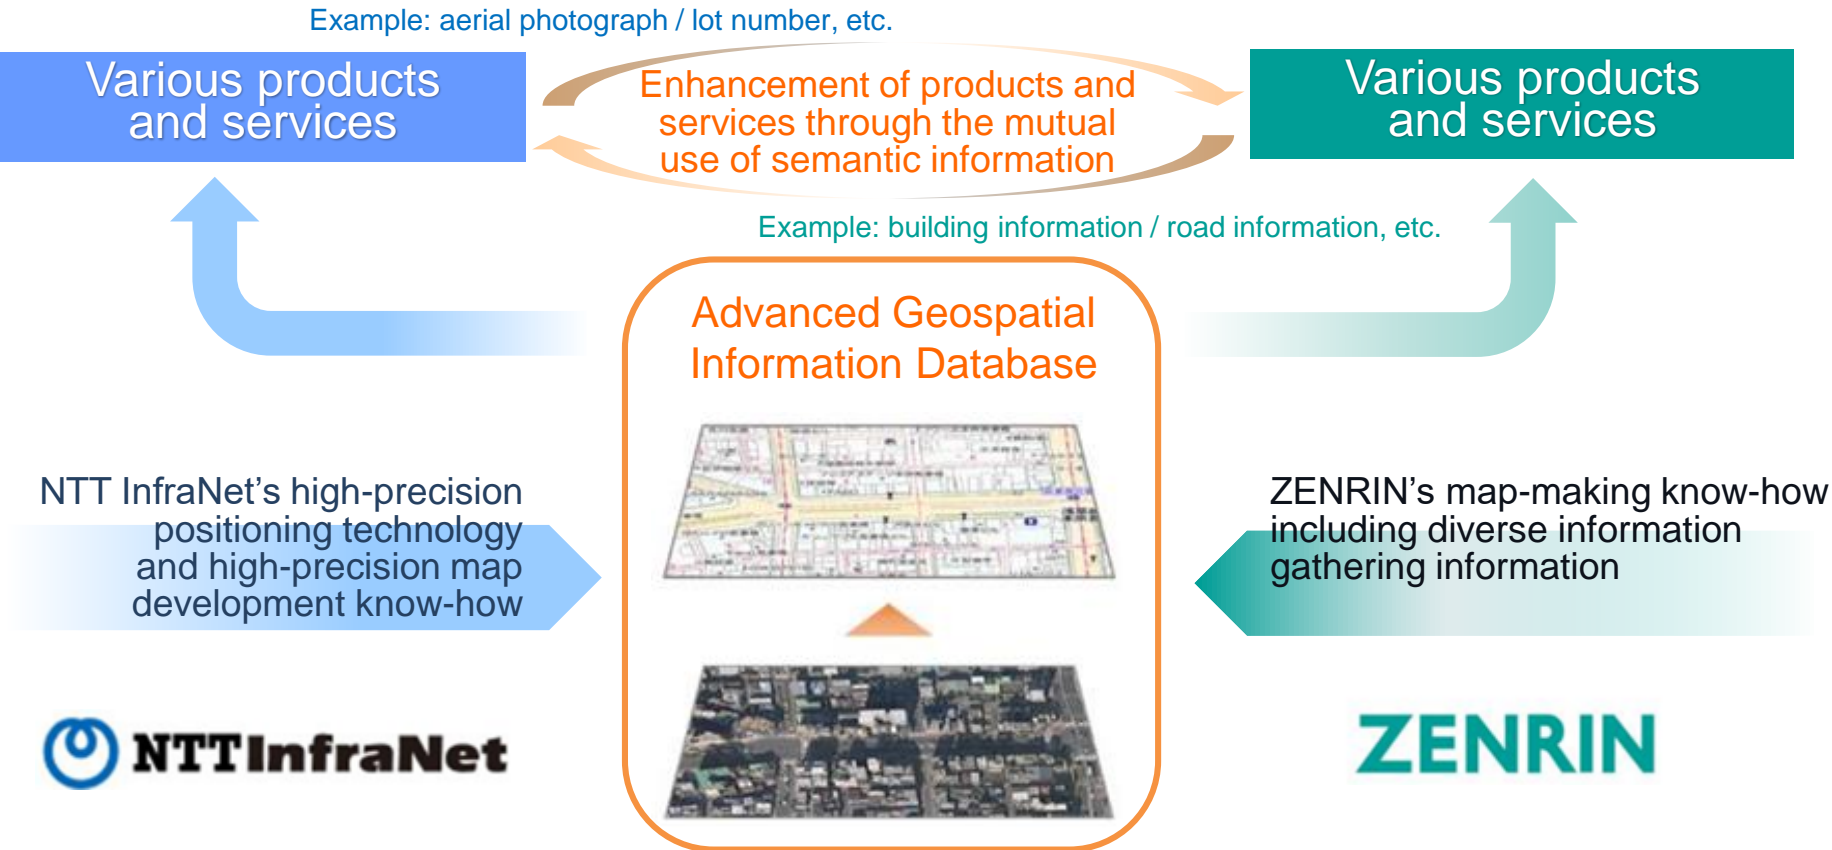 Example: aerial photograph / lot number, etc.
Various products
and services
Enhancement of products and
services through the mutual
use of semantic information
Various products
and services
Example: building information / road information, etc.
Advanced Geospatial
Information Database
NTT InfraNet’s high-precision
positioning technology
and high-precision map
development know-how
ZENRIN’s map-making know-how
including diverse information
gathering information
NTT InfraNet
ZENRIN